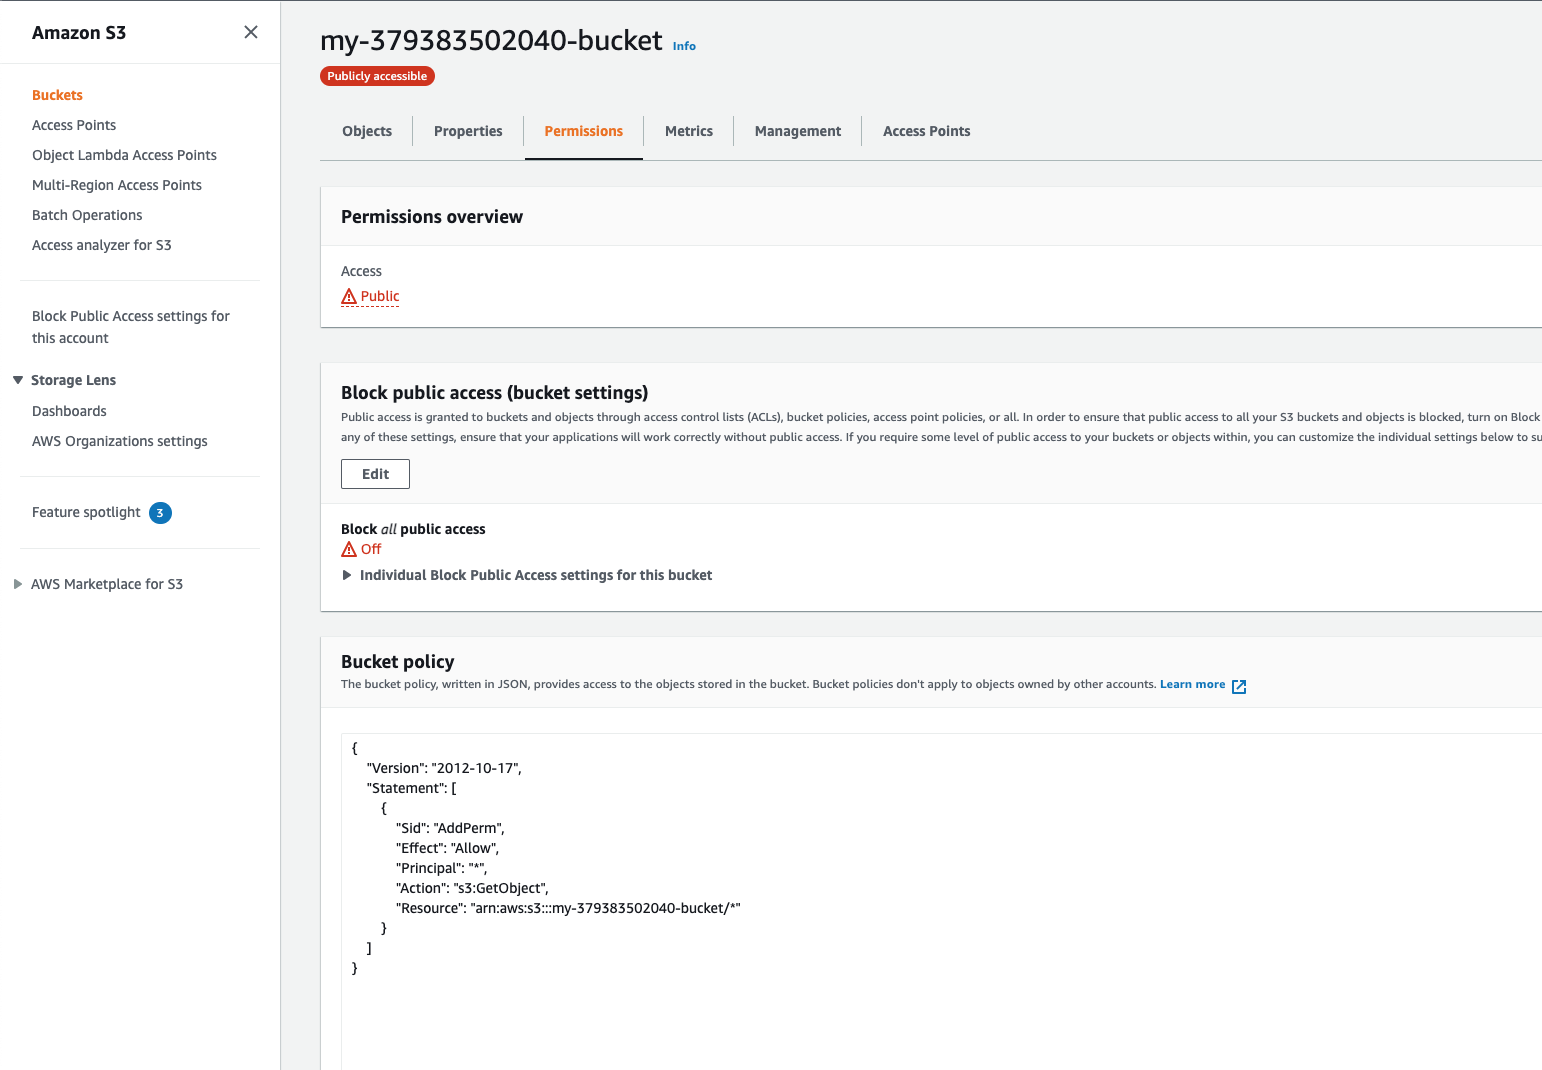 Amazon S3
Buckets
Access Points
Object Lambda Access Points
Multi-Region Access Points
Batch Operations
Access analyzer for S3
Block Public Access settings for
this account
Storage Lens
Dashboards
AWS Organizations settings
Feature spotlight 3
AWS Marketplace for S3
my-379383502040-bucket Info
Publicly accessible
Objects Properties Permissions Metrics Management Access Points
Permissions overview
Access
Public
Block public access (bucket settings)
Public access is granted to buckets and objects through access control lists (ACLs), bucket policies, access point policies, or all. In order to ensure that public access to all your S3 buckets and objects is blocked, turn on Block
any of these settings, ensure that your applications will work correctly without public access. If you require some level of public access to your buckets or objects within, you can customize the individual settings below to su
Edit
Block all public access
Off
Individual Block Public Access settings for this bucket
Bucket policy
The bucket policy, written in JSON, provides access to the objects stored in the bucket. Bucket policies don't apply to objects owned by other accounts. Learn more
{
"Version": "2012-10-17",
"Statement": [
{
"Sid": "AddPerm",
"Effect": "Allow",
"Principal": "*",
"Action": "s3:GetObject",
"Resource": "arn:aws:s3:::my-379383502040-bucket/*"
}
]
}